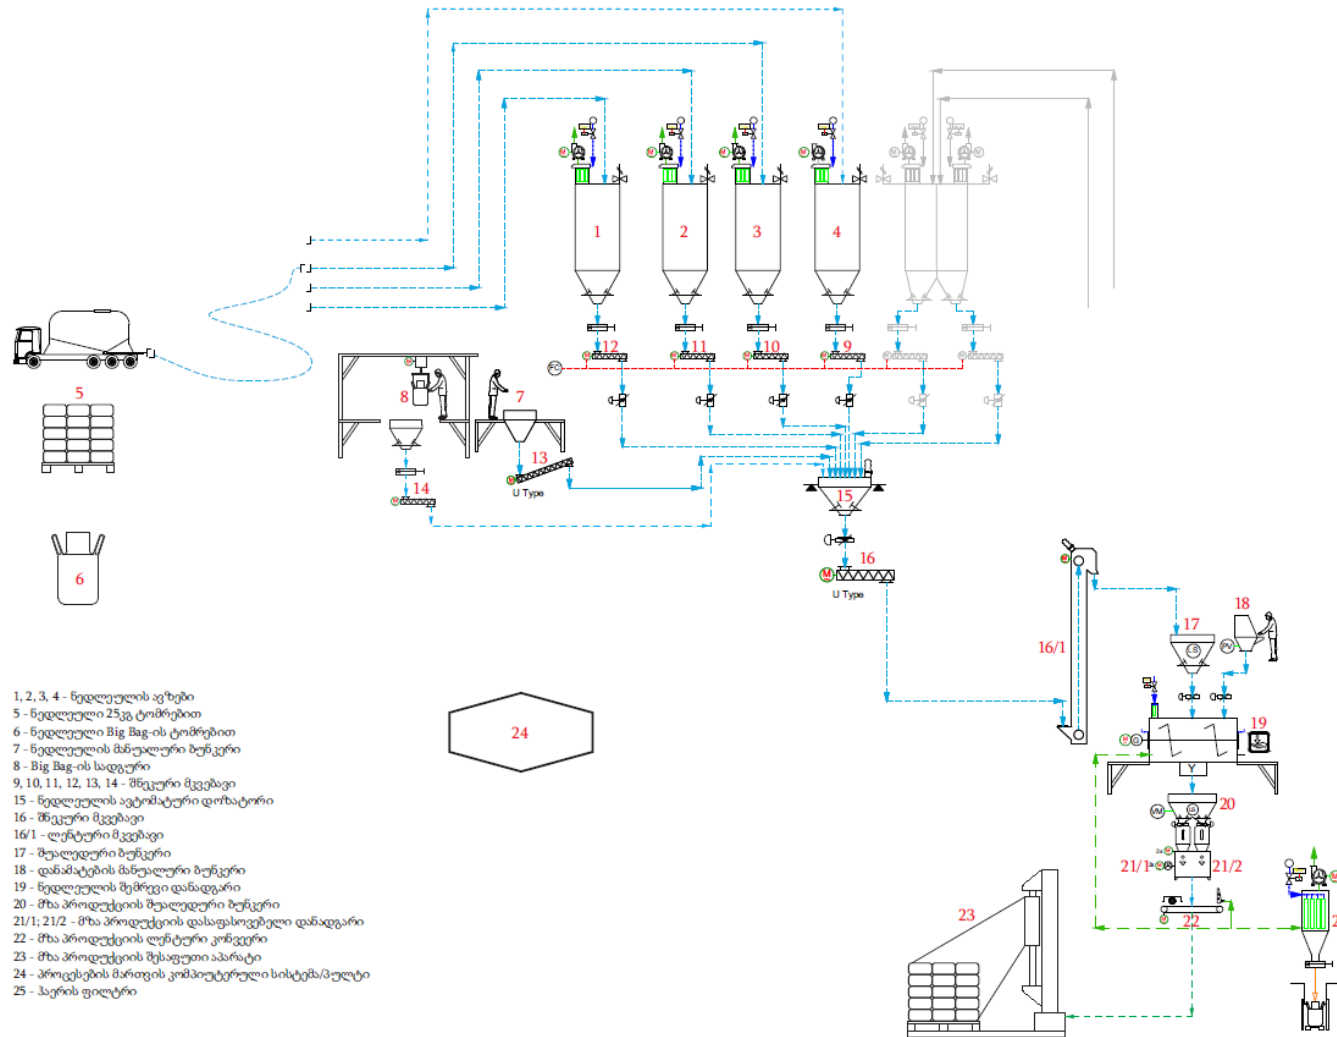 1
2
3
4
M
M
M
M
M
M
12
11
10
9
M
M
M
M
M
M
FC
5
8
7
13
M
U Type
14
M
15
16
M
U Type
6
M
16/1
17
LS
18
PV
19
M
G
Y
20
VM
LS
21/1
21/2
2x M
M
22
M
23
24
M
1, 2, 3, 4 - ნედლეულის ავზები
5 - ნედლეული 25კგ ტომრებით
6 - ნედლეული Big Bag-ის ტომრებით
7 - ნედლეულის მანუალური ბუნკერი
8 - Big Bag-ის სადგური
9, 10, 11, 12, 13, 14 - შნეკური მკვებავი
15 - ნედლეულის ავტომატური დოზატორი
16 - შნეკური მკვებავი
16/1 - ლენტური მკვებავი
17 - შუალედური ბუნკერი
18 - დანამატების მანუალური ბუნკერი
19 - ნედლეულის შემრევი დანადგარი
20 - მზა პროდუქციის შუალედური ბუნკერი
21/1; 21/2 - მზა პროდუქციის დასაფასოვებელი დანადგარი
22 - მზა პროდუქციის ლენტური კონვეერი
23 - მზა პროდუქციის შესაფუთი აპარატი
24 - პროცესების მართვის კომპიუტერული სისტემა/პულტი
25 - ჰაერის ფილტრი